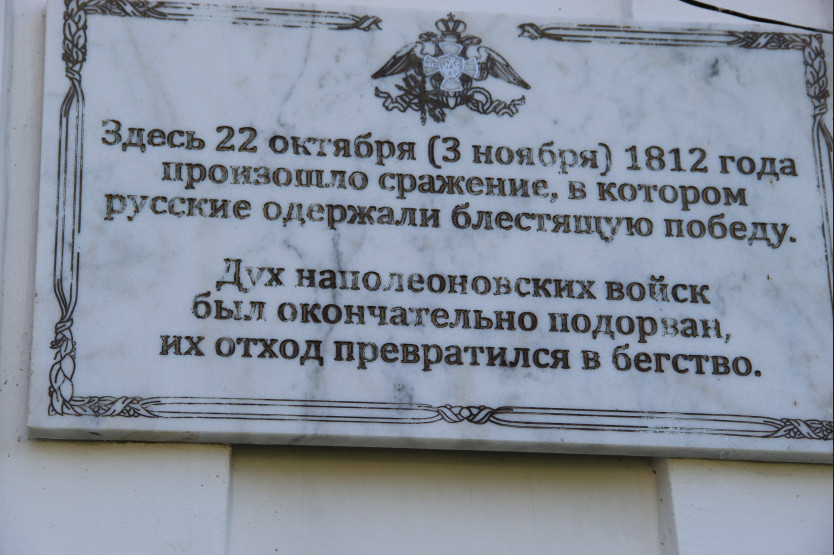 Здесь 22 октября (3 ноября) 1812 года
произошло сражение, в котором
русские одержали блестящую победу.
Дух наполеоновских войск
был окончательно подорван,
их отход превратился в бегство.